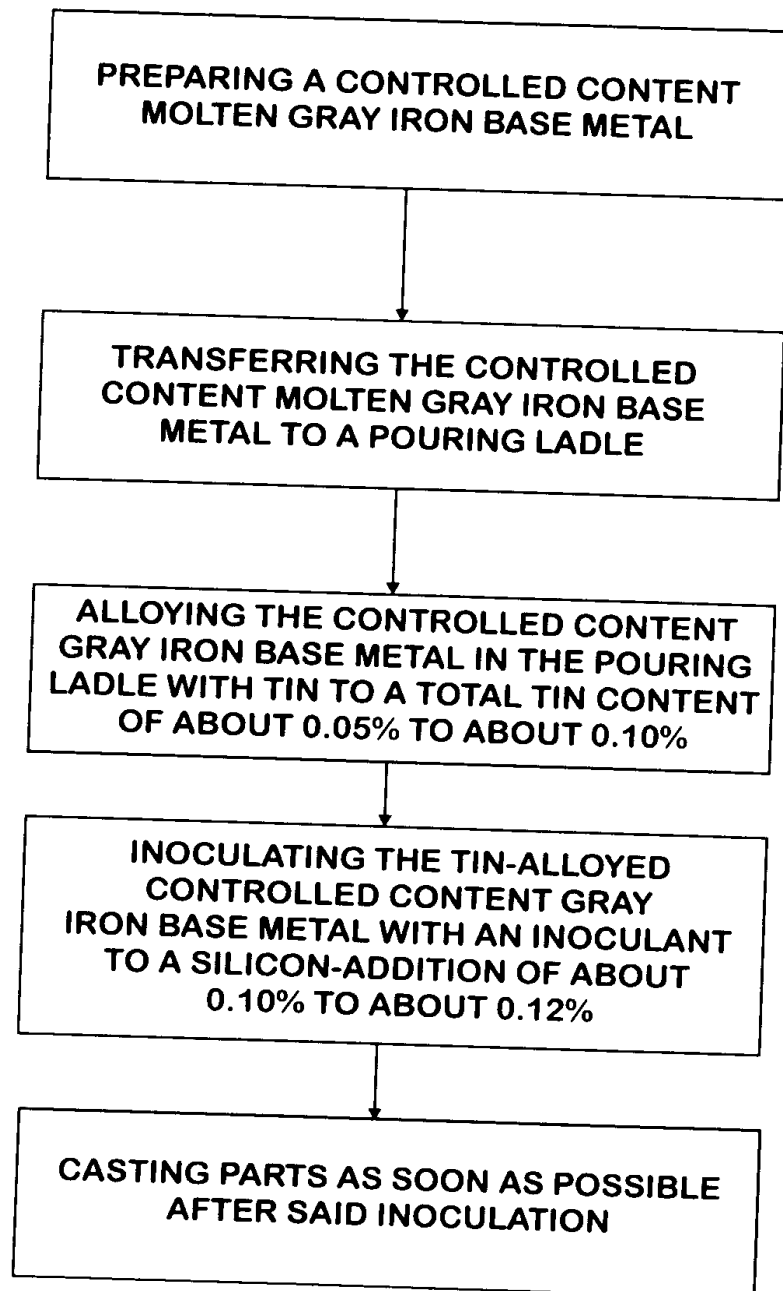 PREPARING A CONTROLLED CONTENT
MOLTEN GRAY IRON BASE METAL
TRANSFERRING THE CONTROLLED
CONTENT MOLTEN GRAY IRON BASE
METAL TO A POURING LADLE
ALLOYING THE CONTROLLED CONTENT
GRAY IRON BASE METAL IN THE POURING
LADLE WITH TIN TO A TOTAL TIN CONTENT
OF ABOUT 0.05% TO ABOUT 0.10%
INOCULATING THE TIN-ALLOYED
CONTROLLED CONTENT GRAY
IRON BASE METAL WITH AN INOCULANT
TO A SILICON-ADDITION OF ABOUT
0.10% TO ABOUT 0.12%
CASTING PARTS AS SOON AS POSSIBLE
AFTER SAID INOCULATION